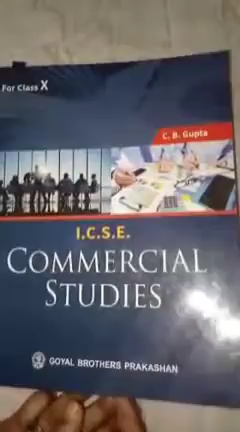 For Class X
C. B. Gupta
I.C.S.E.
COMMERCIAL
STUDIES
GOYAL BROTHERS PRAKASHAN